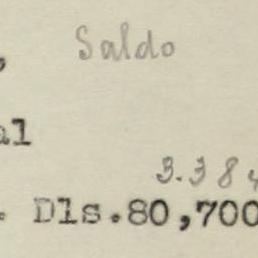 , Saldo
al
3.384
. Dls.80,700